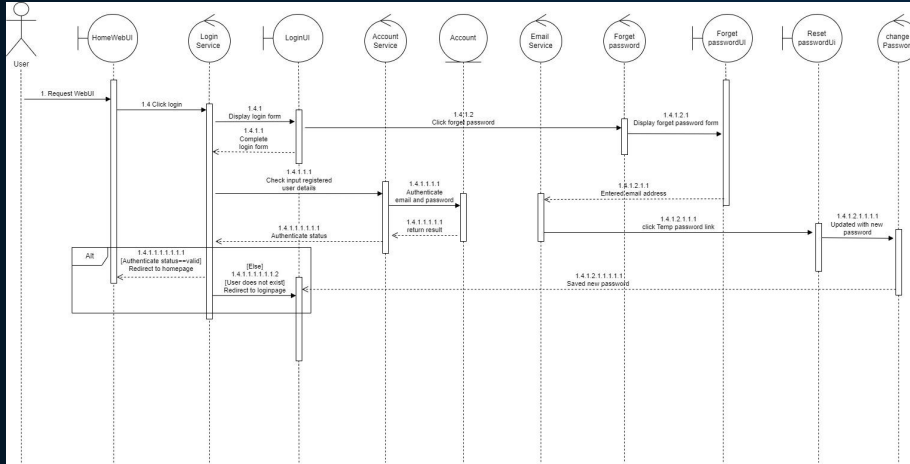 User
HomeWebUI
Login
Service
LoginUI
Account
Service
Account
Email
Service
Forget
password
Forget
passwordUI
Reset
passwordUi
change
Passwor
1. Request WebUI
1.4 Click login
1.4.1
Display login form
1.4.1.1
Complete
login form
1.4.1.2
Click forget password
1.4.1.2.1
Display forget password form
1.4.1.1.1
Check input registered
user details
1.4.1.1.1.1
Authenticate
email and password
1.4.1.2.1.1
Entered email address
1.4.1.1.1.1.1
return result
1.4.1.1.1.1.1
Authenticate status
1.4.1.2.1.1.1
click Temp password link
1.4.1.2.1.1.1.1
Updated with new
password
Alt
1.4.1.1.1.1.1.1
[Authenticate status==valid]
Redirect to homepage
[Else]
1.4.1.1.1.1.1.1.2
[User does not exist]
Redirect to loginpage
1.4.1.2.1.1.1.1.1
Saved new password